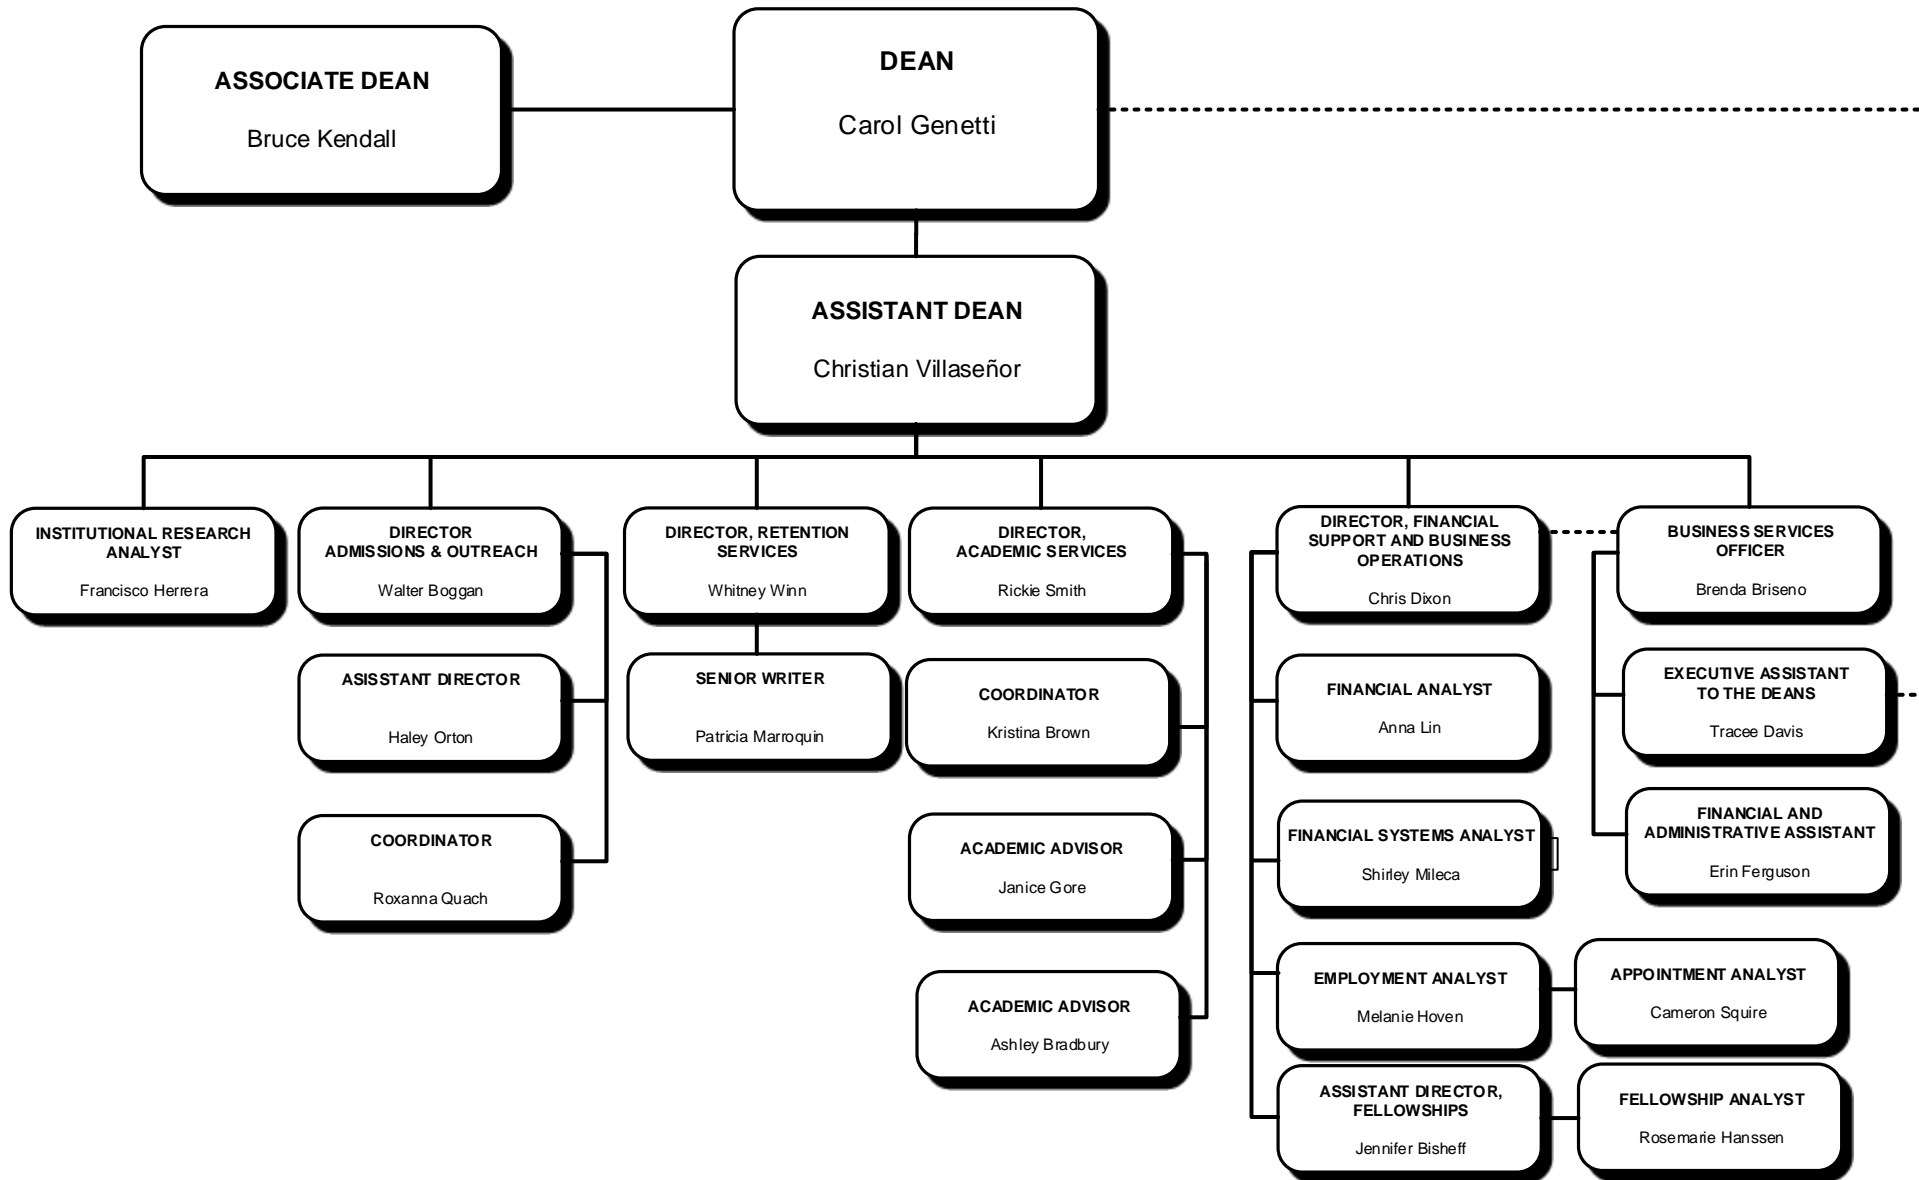 ASSOCIATE DEAN
Bruce Kendall
DEAN
Carol Genetti
ASSISTANT DEAN
Christian Villaseñor
INSTITUTIONAL RESEARCH
ANALYST
Francisco Herrera
DIRECTOR
ADMISSIONS & OUTREACH
Walter Boggan
ASISSTANT DIRECTOR
Haley Orton
COORDINATOR
Roxanna Quach
DIRECTOR, RETENTION
SERVICES
Whitney Winn
SENIOR WRITER
Patricia Marroquin
DIRECTOR,
ACADEMIC SERVICES
Rickie Smith
COORDINATOR
Kristina Brown
ACADEMIC ADVISOR
Janice Gore
ACADEMIC ADVISOR
Ashley Bradbury
DIRECTOR, FINANCIAL
SUPPORT AND BUSINESS
OPERATIONS
Chris Dixon
FINANCIAL ANALYST
Anna Lin
FINANCIAL SYSTEMS ANALYST
Shirley Mileca
EMPLOYMENT ANALYST
Melanie Hoven
APPOINTMENT ANALYST
Cameron Squire
ASSISTANT DIRECTOR,
FELLOWSHIPS
Jennifer Bisheff
FELLOWSHIP ANALYST
Rosemarie Hanssen
BUSINESS SERVICES
OFFICER
Brenda Briseno
EXECUTIVE ASSISTANT
TO THE DEANS
Tracee Davis
FINANCIAL AND
ADMINISTRATIVE ASSISTANT
Erin Ferguson